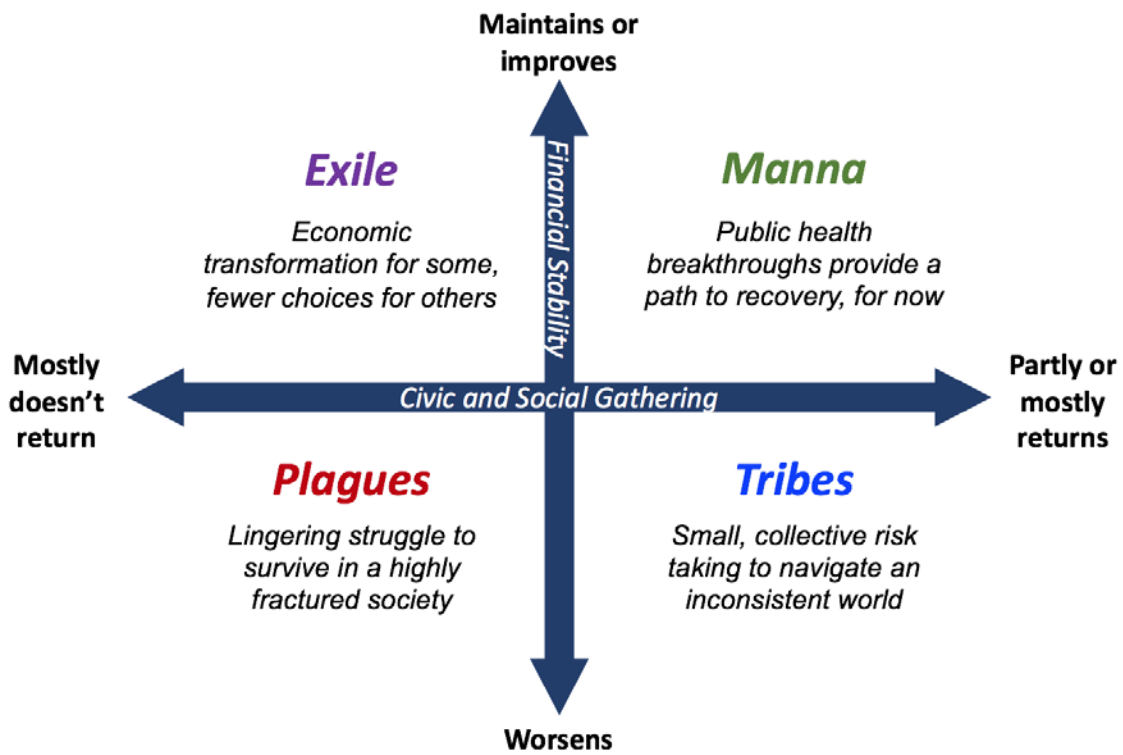 Maintains or
improves
Financial Stability
Exile
Economic
transformation for some,
fewer choices for others
Manna
Public health
breakthroughs provide a
path to recovery, for now
Mostly
doesn’t
return
Civic and Social Gathering
Partly or
mostly
returns
Plagues
Lingering struggle to
survive in a highly
fractured society
Tribes
Small, collective risk
taking to navigate an
inconsistent world
Worsens